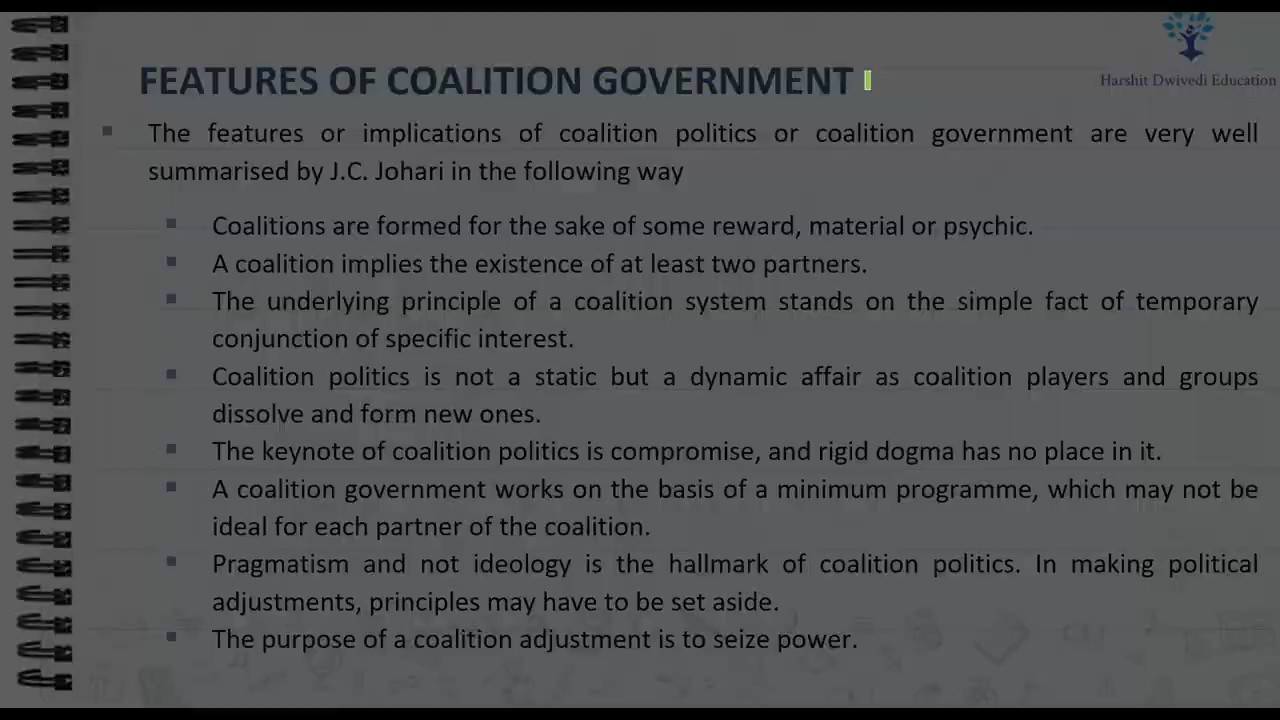 Harshit Dwivedi Education
FEATURES OF COALITION GOVERNMENT
The features or implications of coalition politics or coalition government are very well
summarised by J.C. Johari in the following way
Coalitions are formed for the sake of some reward, material or psychic.
A coalition implies the existence of at least two partners.
The underlying principle of a coalition system stands on the simple fact of temporary
conjunction of specific interest.
Coalition politics is not a static but a dynamic affair as coalition players and groups
dissolve and form new ones.
The keynote of coalition politics is compromise, and rigid dogma has no place in it.
A coalition government works on the basis of a minimum programme, which may not be
ideal for each partner of the coalition.
Pragmatism and not ideology is the hallmark of coalition politics. In making political
adjustments, principles may have to be set aside.
The purpose of a coalition adjustment is to seize power.